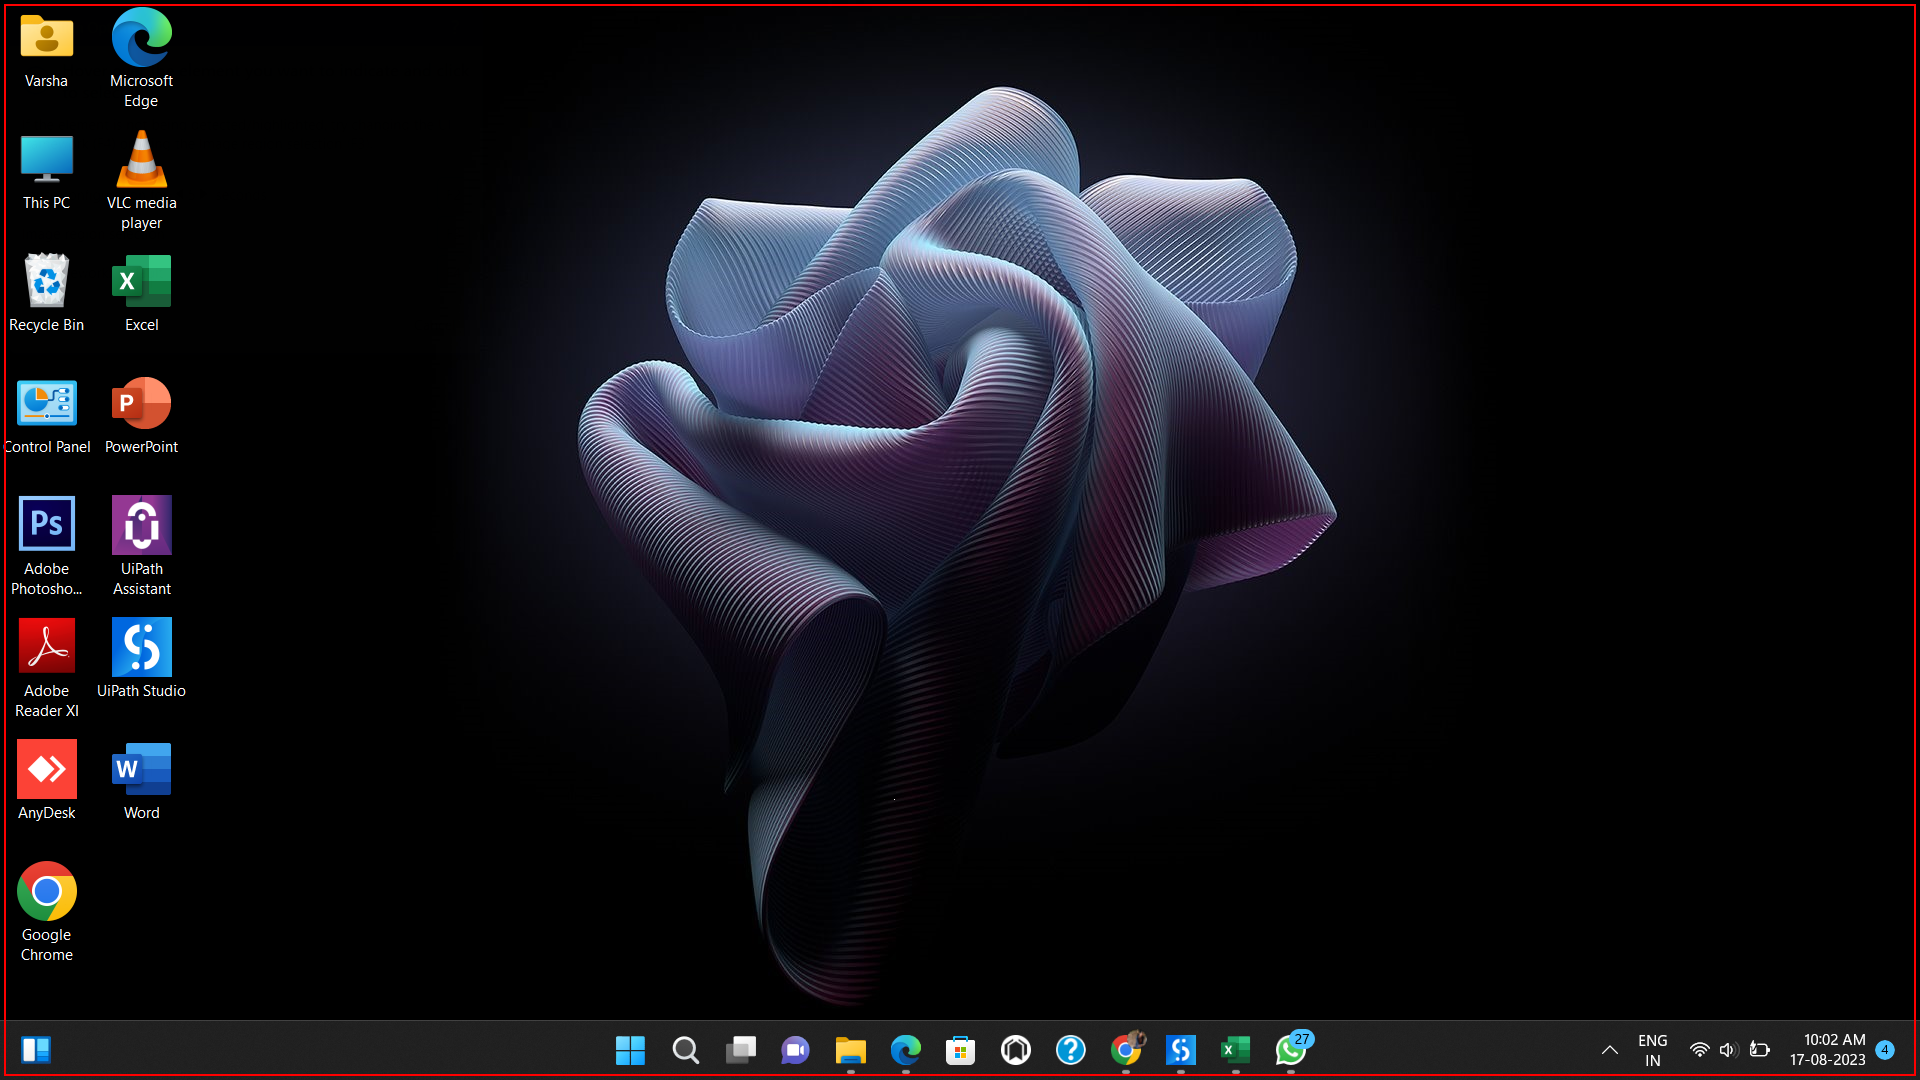 Varsha
Microsoft
Edge
This PC
VLC media
player
Recycle Bin
X
Excel
Control Panel
P
PowerPoint
Ps
Adobe
Photosho...
UiPath
Assistant
Adobe
Reader XI
UiPath Studio
AnyDesk
W
Word
Google
Chrome
?
X
27
ENG
IN
10:02 AM
17-08-2023
4